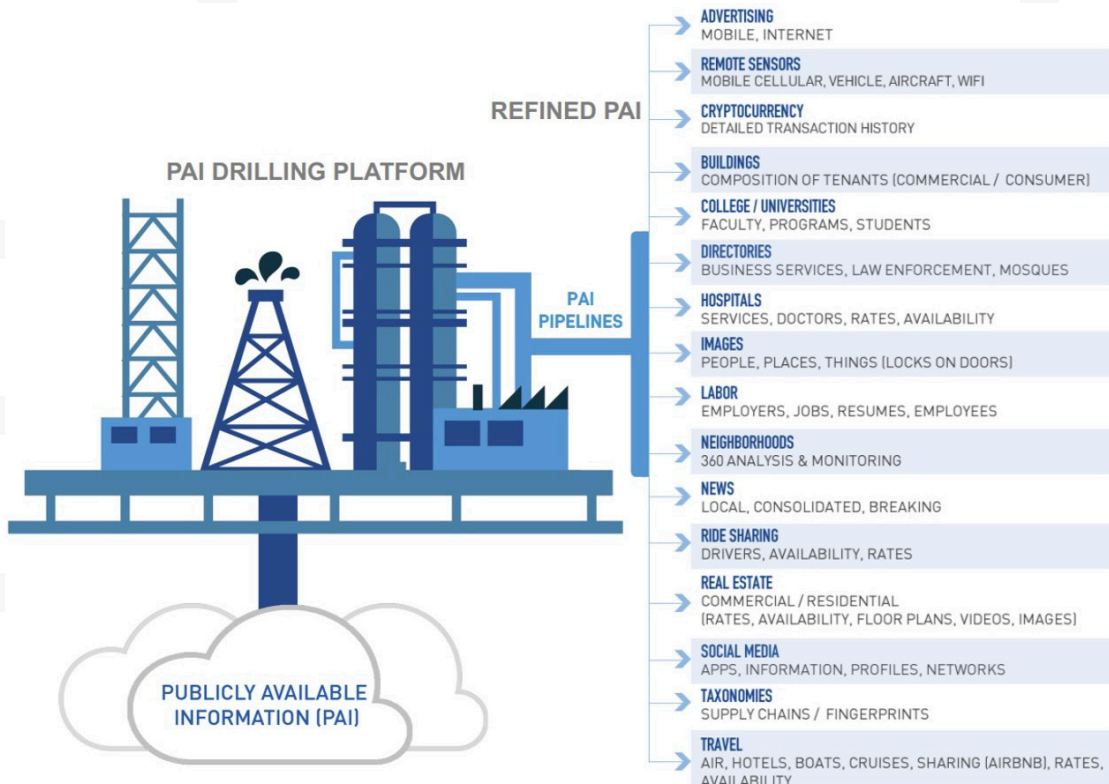 ADVERTISING
MOBILE, INTERNET
REMOTE SENSORS
MOBILE CELLULAR, VEHICLE, AIRCRAFT, WIFI
REFINED PAI
CRYPTOCURRENCY
DETAILED TRANSACTION HISTORY
PAI DRILLING PLATFORM
BUILDINGS
COMPOSITION OF TENANTS (COMMERCIAL / CONSUMER)
COLLEGE / UNIVERSITIES
FACULTY, PROGRAMS, STUDENTS
DIRECTORIES
BUSINESS SERVICES, LAW ENFORCEMENT, MOSQUES
PAI
PIPELINES
HOSPITALS
SERVICES, DOCTORS, RATES, AVAILABILITY
IMAGES
PEOPLE, PLACES, THINGS (LOCKS ON DOORS)
LABOR
EMPLOYERS, JOBS, RESUMES, EMPLOYEES
NEIGHBORHOODS
360 ANALYSIS & MONITORING
NEWS
LOCAL, CONSOLIDATED, BREAKING
RIDE SHARING
DRIVERS, AVAILABILITY, RATES
REAL ESTATE
COMMERCIAL / RESIDENTIAL
(RATES, AVAILABILITY, FLOOR PLANS, VIDEOS, IMAGES)
SOCIAL MEDIA
APPS, INFORMATION, PROFILES, NETWORKS
PUBLICLY AVAILABLE
INFORMATION (PAI)
TAXONOMIES
SUPPLY CHAINS / FINGERPRINTS
TRAVEL
AIR, HOTELS, BOATS, CRUISES, SHARING (AIRBNB), RATES,
AVAILABILITY